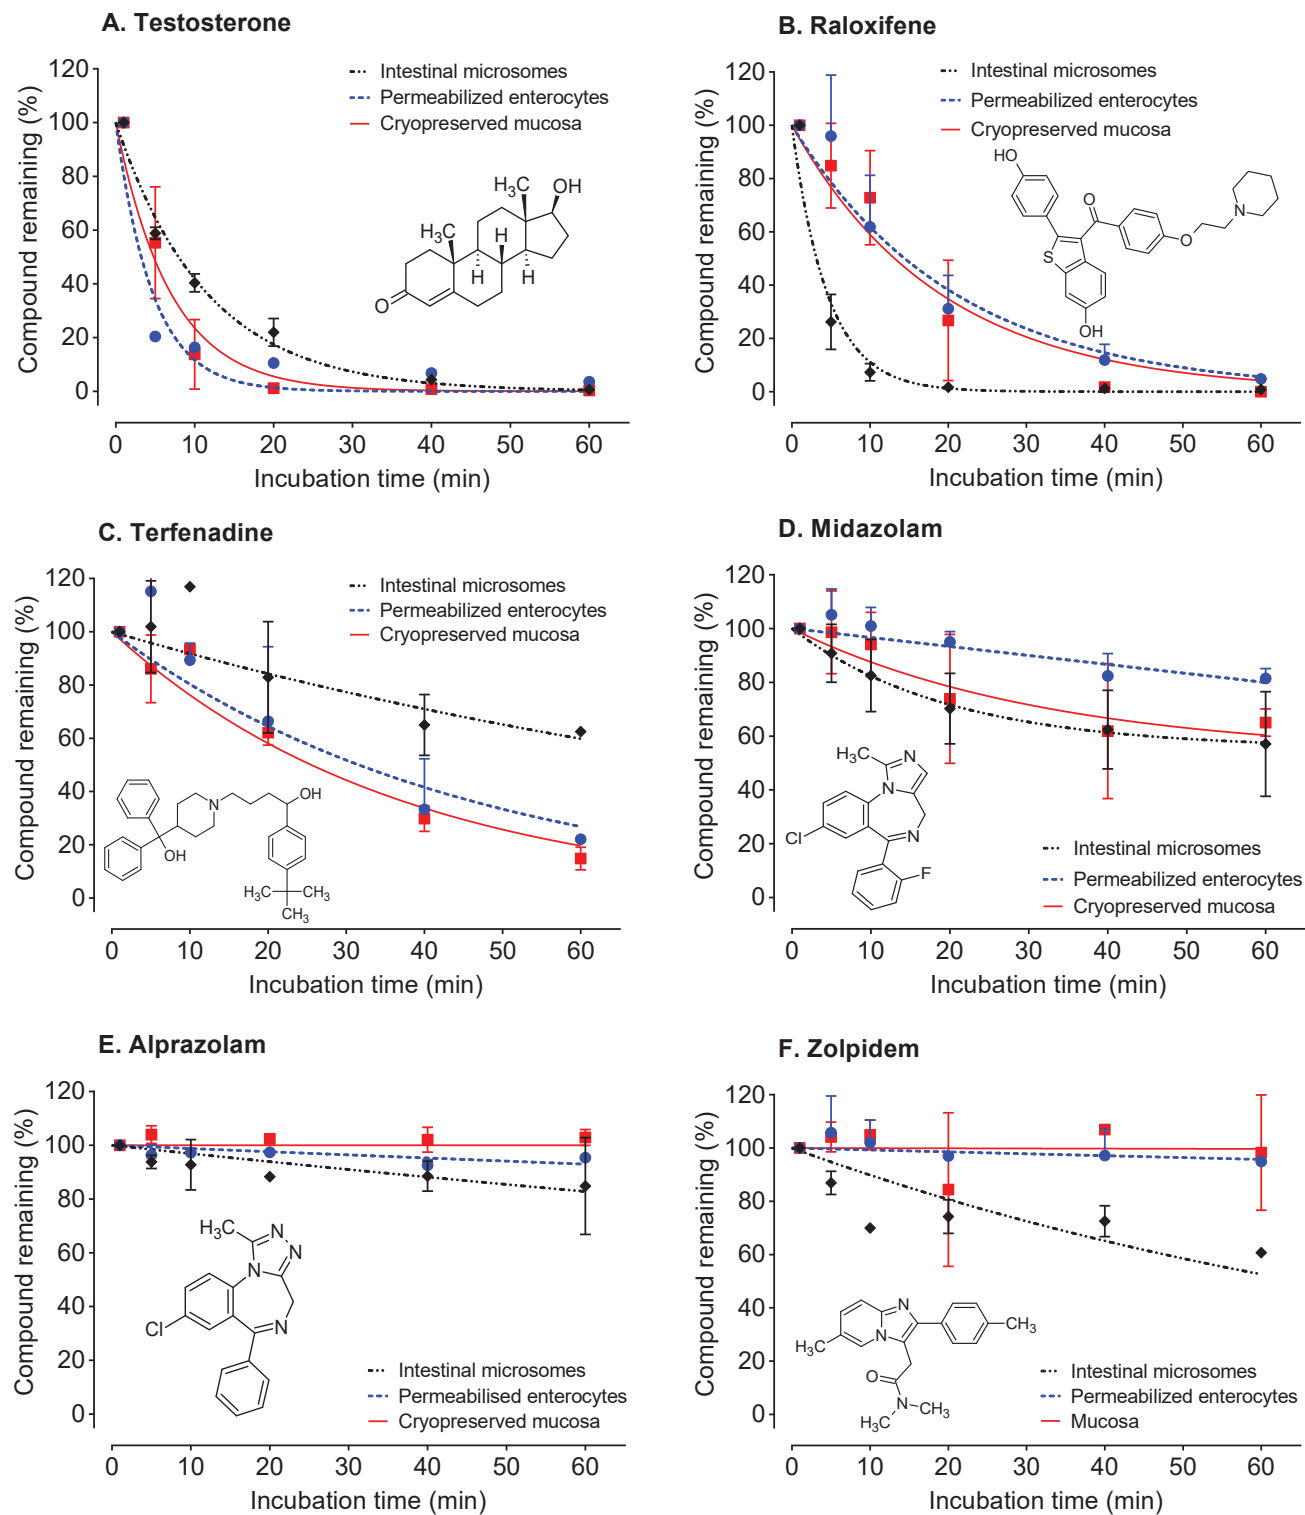 A. Testosterone
Intestinal microsomes
Permeabilized enterocytes
Cryopreserved mucosa
Compound remaining (%)
120
100
80
60
40
20
0
H₃C
OH
CH₃
H
H
H
O
0 10 20 30 40 50 60
Incubation time (min)
B. Raloxifene
Intestinal microsomes
Permeabilized enterocytes
Cryopreserved mucosa
Compound remaining (%)
120
100
80
60
40
20
0
HO
O
N
O
S
OH
0 10 20 30 40 50 60
Incubation time (min)
C. Terfenadine
Intestinal microsomes
Permeabilized enterocytes
Cryopreserved mucosa
Compound remaining (%)
120
100
80
60
40
20
0
N
OH
OH
H₃C
CH₃
CH₃
0 10 20 30 40 50 60
Incubation time (min)
D. Midazolam
Compound remaining (%)
120
100
80
60
40
20
0
H₃C
N
N
Cl
N
F
Intestinal microsomes
Permeabilized enterocytes
Cryopreserved mucosa
0 10 20 30 40 50 60
Incubation time (min)
E. Alprazolam
Compound remaining (%)
120
100
80
60
40
20
0
H₃C
N
N
N
Cl
N
Intestinal microsomes
Permeabilised enterocytes
Cryopreserved mucosa
0 10 20 30 40 50 60
Incubation time (min)
F. Zolpidem
Compound remaining (%)
120
100
80
60
40
20
0
N
CH₃
H₃C
N
O
N
CH₃
H₃C
Intestinal microsomes
Permeabilized enterocytes
Mucosa
0 10 20 30 40 50 60
Incubation time (min)